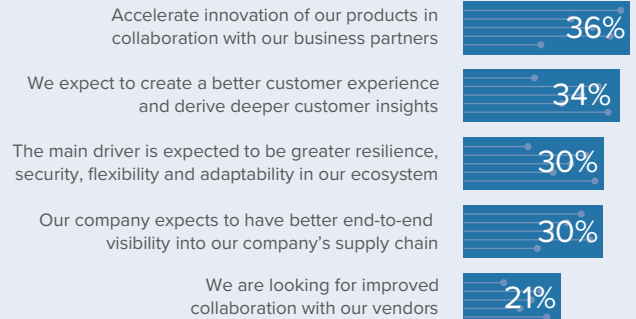 Accelerate innovation of our products in
collaboration with our business partners
36%
We expect to create a better customer experience
and derive deeper customer insights
34%
The main driver is expected to be greater resilience,
security, flexibility and adaptability in our ecosystem
30%
Our company expects to have better end-to-end
visibility into our company’s supply chain
30%
We are looking for improved
collaboration with our vendors
21%